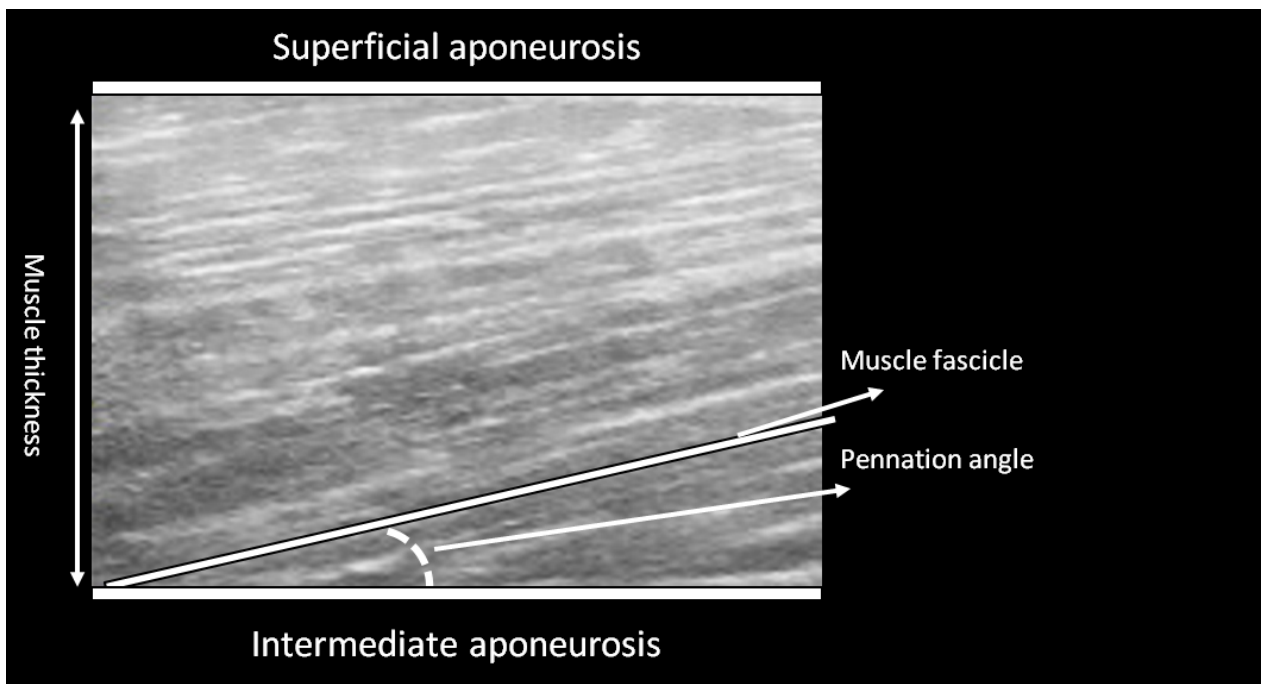 Superficial aponeurosis
Muscle thickness
Muscle fascicle
Pennation angle
Intermediate aponeurosis